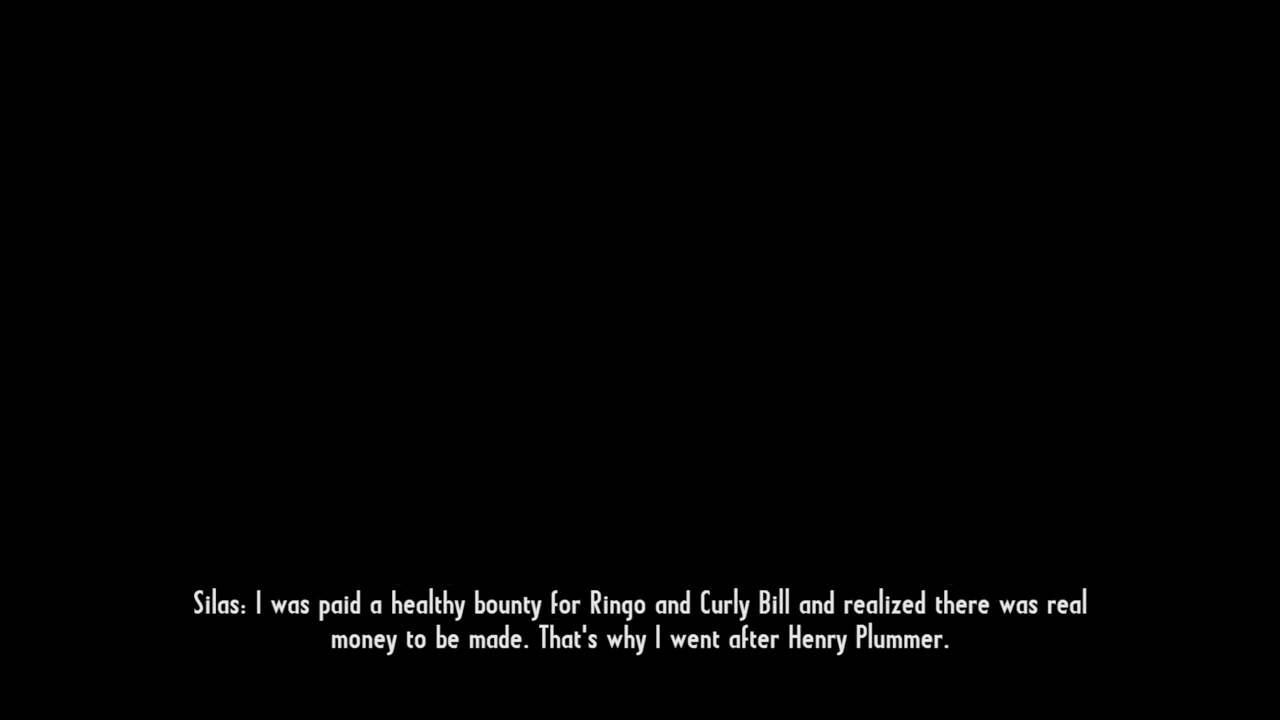 Silas: I was paid a healthy bounty for Ringo and Curly Bill and realized there was real
money to be made. That's why I went after Henry Plummer.